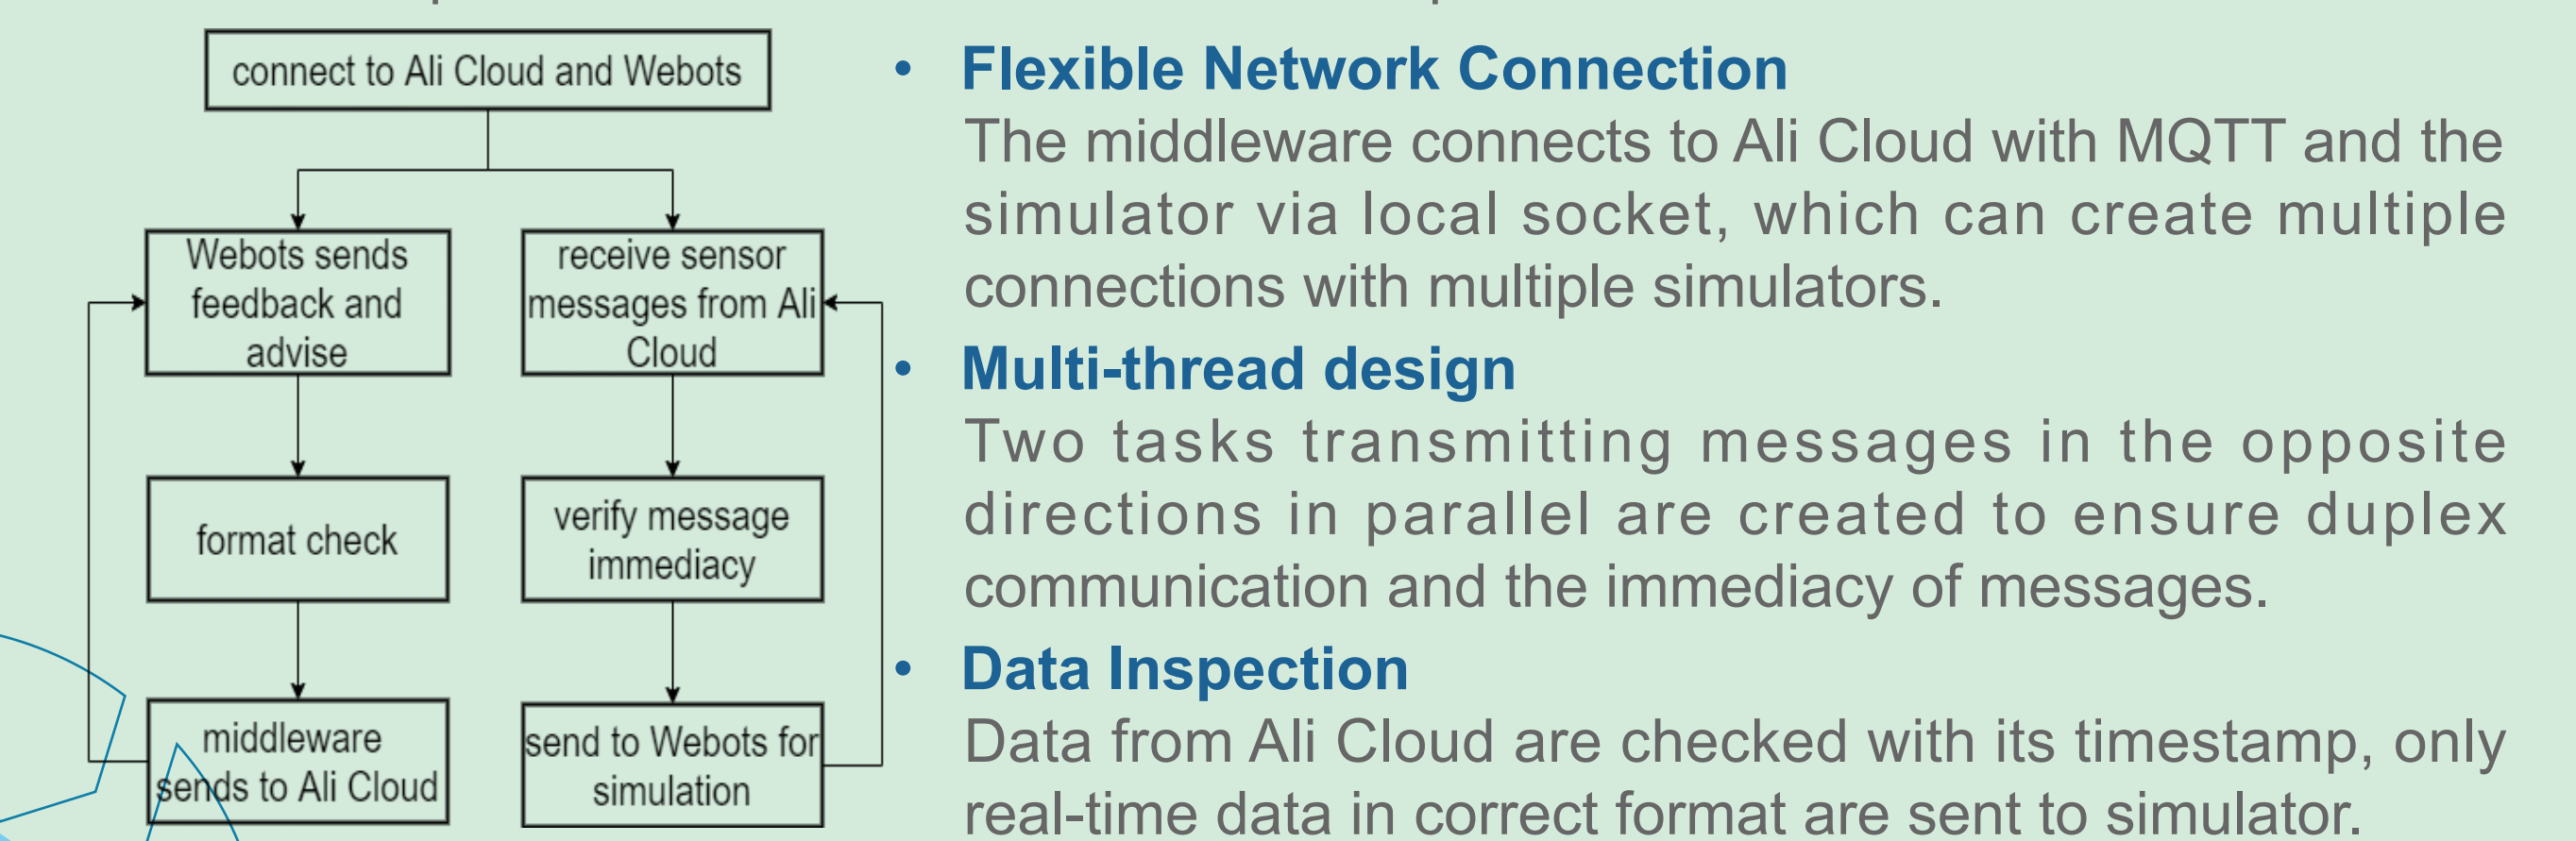 connect to Ali Cloud and Webots
Webots sends
feedback and
advise
format check
middleware
sends to Ali Cloud
receive sensor
messages from Ali
Cloud
verify message
immediacy
send to Webots for
simulation
• Flexible Network Connection
The middleware connects to Ali Cloud with MQTT and the
simulator via local socket, which can create multiple
connections with multiple simulators.
• Multi-thread design
Two tasks transmitting messages in the opposite
directions in parallel are created to ensure duplex
communication and the immediacy of messages.
• Data Inspection
Data from Ali Cloud are checked with its timestamp, only
real-time data in correct format are sent to simulator.